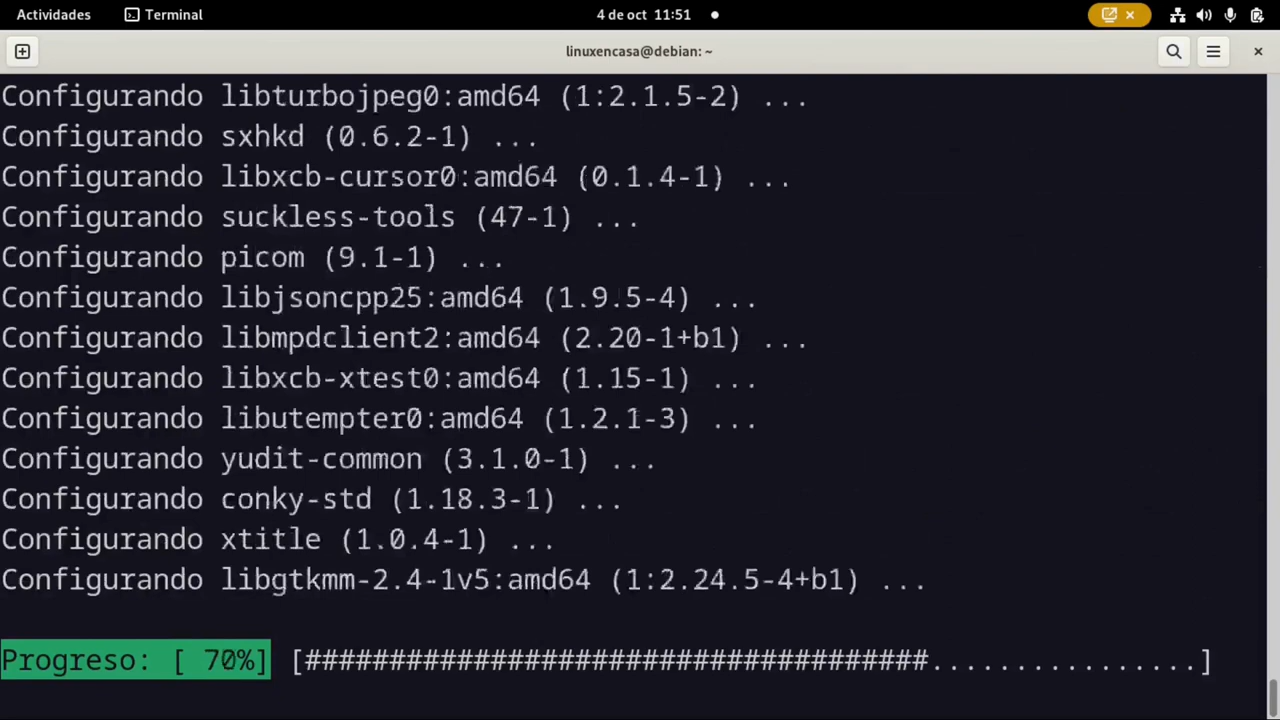 Actividades Terminal 4 de oct 11:51
linuxencasa@debian: ~
Configurando libturbojpeg0:amd64 (1:2.1.5-2) ...
Configurando sxhkd (0.6.2-1) ...
Configurando libxcb-cursor0:amd64 (0.1.4-1) ...
Configurando suckless-tools (47-1) ...
Configurando picom (9.1-1) ...
Configurando libjsoncpp25:amd64 (1.9.5-4) ...
Configurando libmpdclient2:amd64 (2.20-1+b1) ...
Configurando libxcb-xtest0:amd64 (1.15-1) ...
Configurando libutempter0:amd64 (1.2.1-3) ...
Configurando yudit-common (3.1.0-1) ...
Configurando conky-std (1.18.3-1) ...
Configurando xtitle (1.0.4-1) ...
Configurando libgtkmm-2.4-1v5:amd64 (1:2.24.5-4+b1) ...
Progreso: [ 70%] [#####################################................]